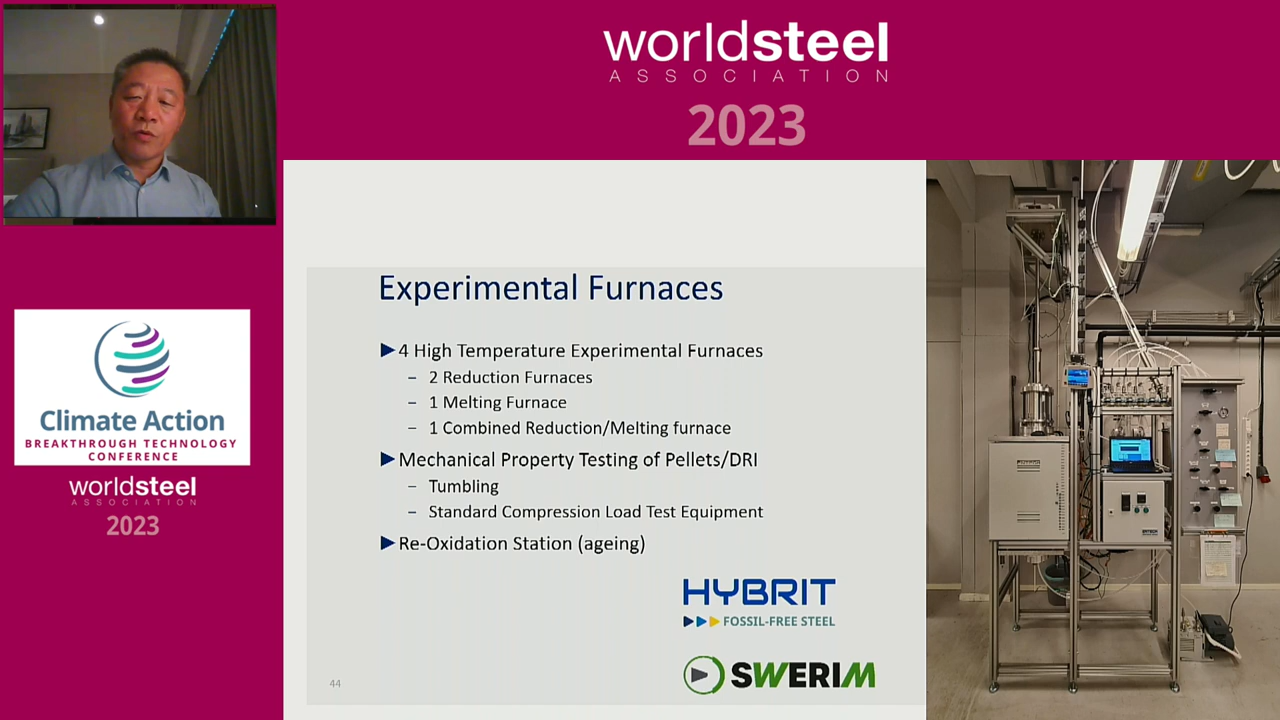 worldsteel
ASSOCIATION
2023
Climate Action
BREAKTHROUGH TECHNOLOGY
CONFERENCE
worldsteel
ASSOCIATION
2023
Experimental Furnaces
4 High Temperature Experimental Furnaces
– 2 Reduction Furnaces
– 1 Melting Furnace
– 1 Combined Reduction/Melting furnace
Mechanical Property Testing of Pellets/DRI
– Tumbling
– Standard Compression Load Test Equipment
Re-Oxidation Station (ageing)
HYBRIT
FOSSIL-FREE STEEL
SWERIM
44